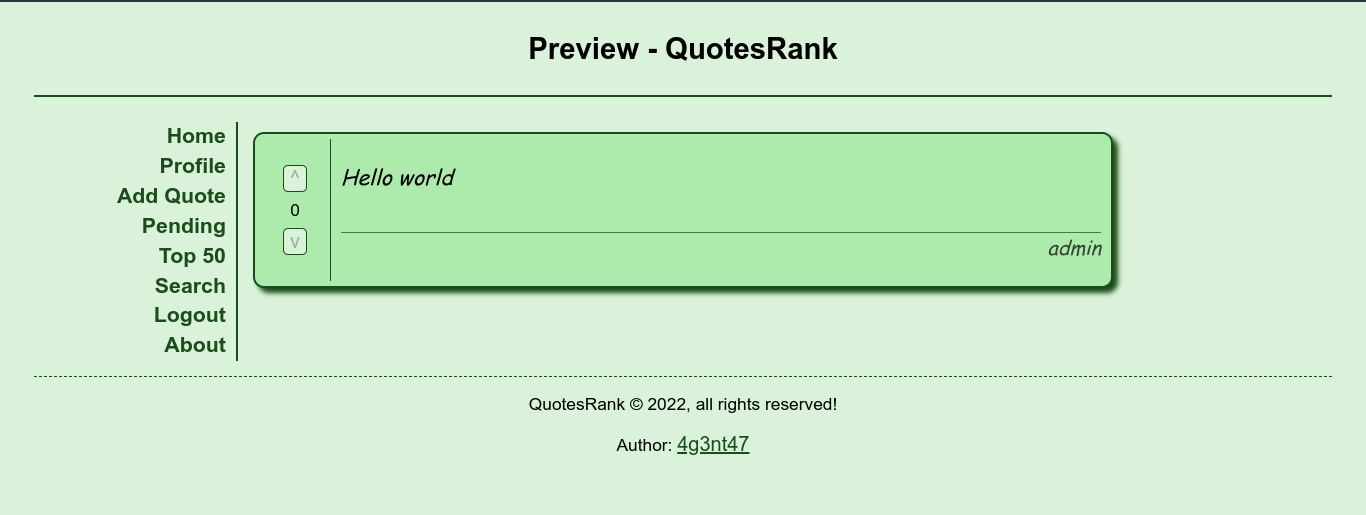 Preview - QuotesRank
Home
Profile
Add Quote
Pending
Top 50
Search
Logout
About
^
0
V
Hello world
admin
QuotesRank © 2022, all rights reserved!
Author: 4g3nt47